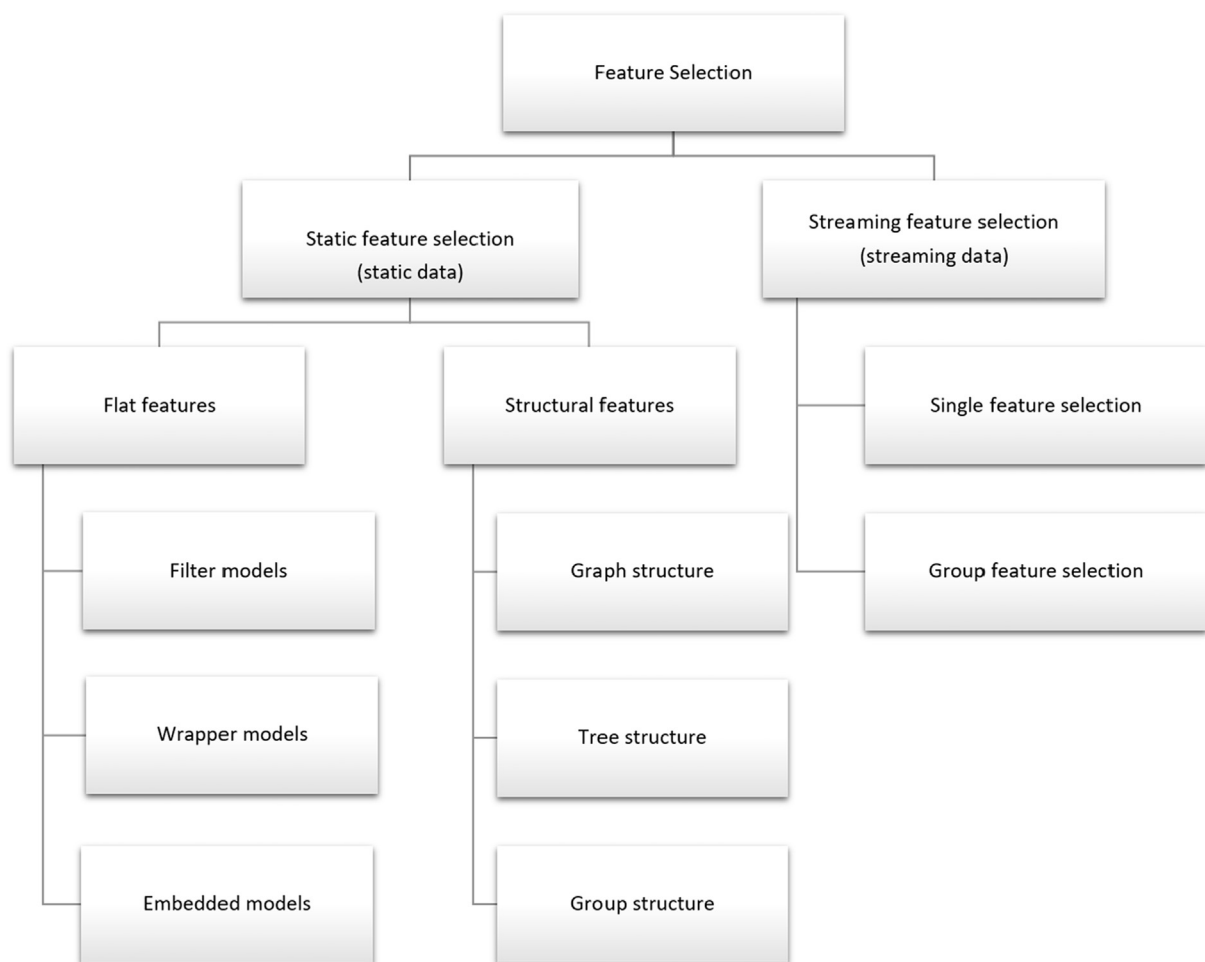 Feature Selection
Static feature selection
(static data)
Streaming feature selection
(streaming data)
Flat features
Structural features
Single feature selection
Filter models
Graph structure
Group feature selection
Wrapper models
Tree structure
Embedded models
Group structure